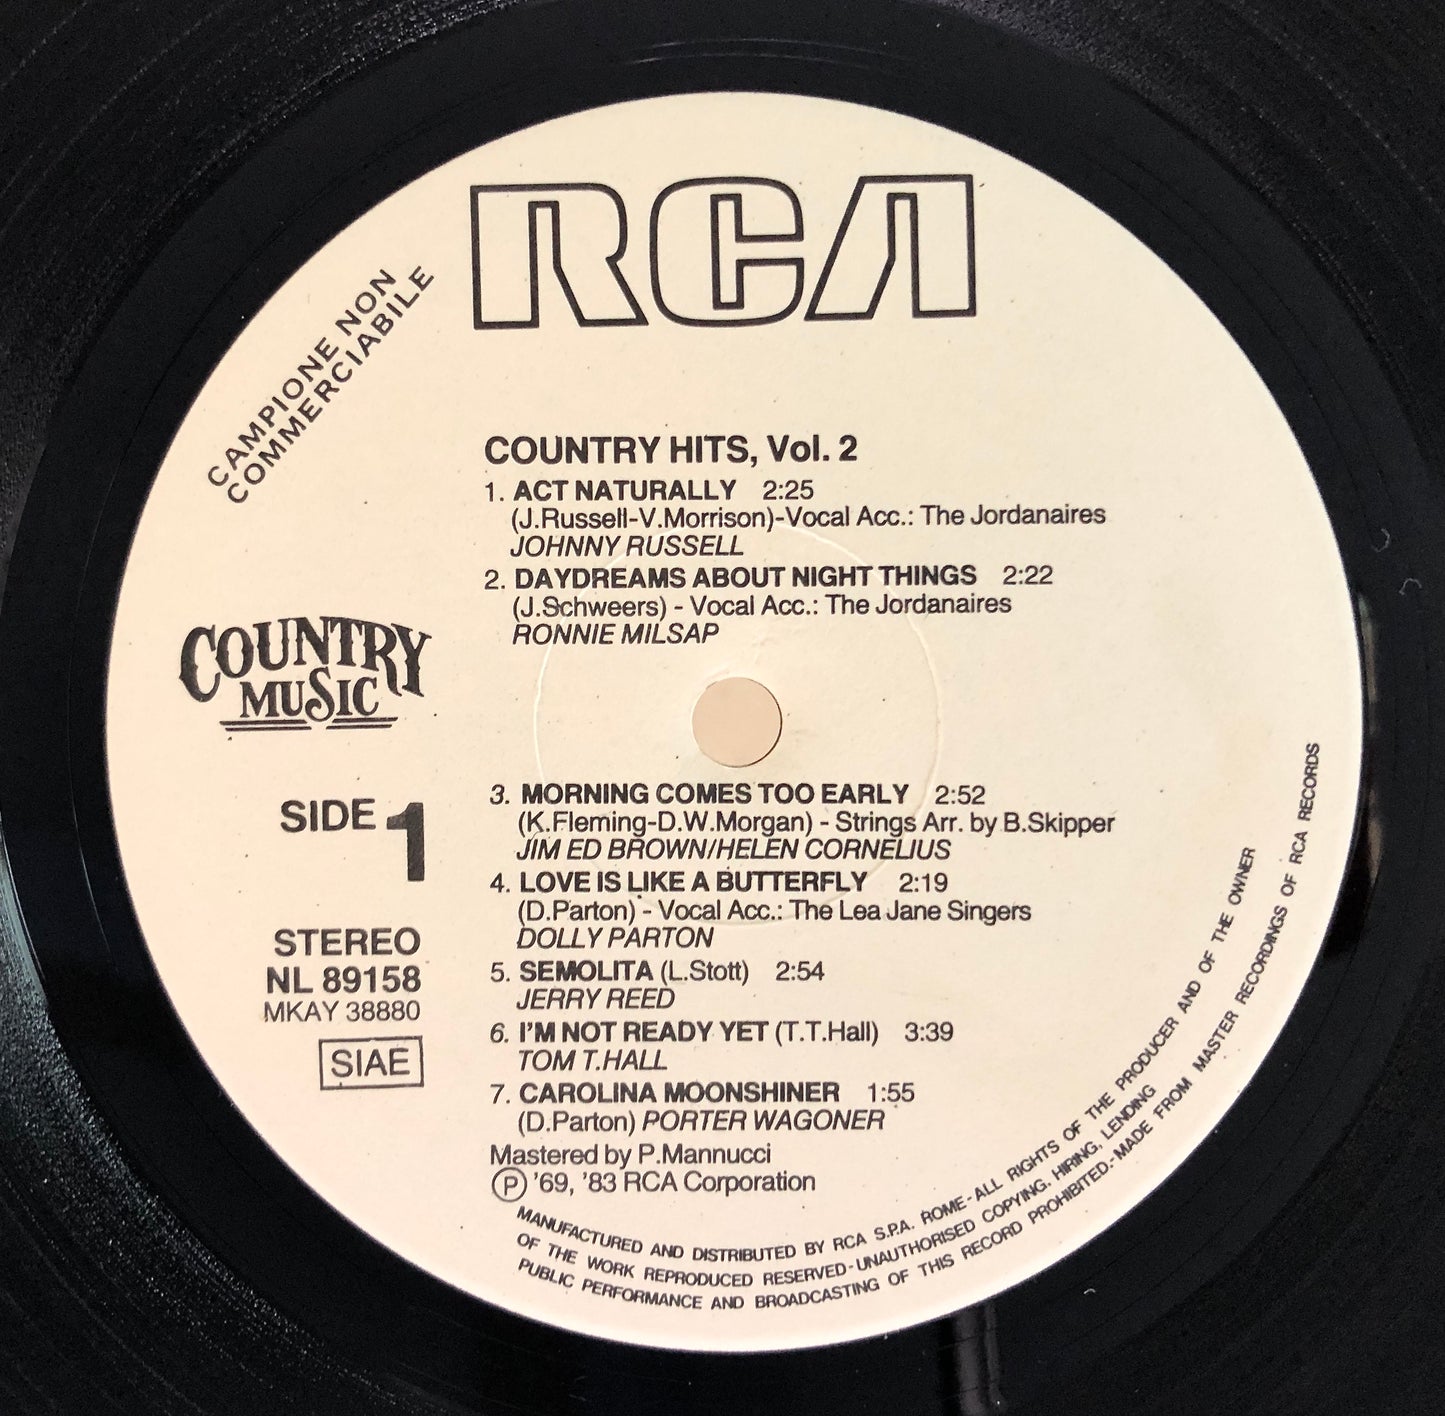 RCA
CAMPIONE NON
COMMERCIABILE
COUNTRY HITS, Vol. 2
1. ACT NATURALLY 2:25
(J.Russell-V.Morrison)-Vocal Acc.: The Jordanaires
JOHNNY RUSSELL
2. DAYDREAMS ABOUT NIGHT THINGS 2:22
(J.Schweers) - Vocal Acc.: The Jordanaires
RONNIE MILSAP
COUNTRY
MUSIC
SIDE 1
STEREO
NL 89158
MKAY 38880
SIAE
3. MORNING COMES TOO EARLY 2:52
(K.Fleming-D.W.Morgan) - Strings Arr. by B.Skipper
JIM ED BROWN/HELEN CORNELIUS
4. LOVE IS LIKE A BUTTERFLY 2:19
(D.Parton) - Vocal Acc.: The Lea Jane Singers
DOLLY PARTON
5. SEMOLITA (L.Stott) 2:54
JERRY REED
6. I'M NOT READY YET (T.T.Hall) 3:39
TOM T.HALL
7. CAROLINA MOONSHINER 1:55
(D.Parton) PORTER WAGONER
Mastered by P.Mannucci
Ⓟ '69, '83 RCA Corporation
MANUFACTURED AND DISTRIBUTED BY RCA S.P.A. ROME-ALL RIGHTS OF THE PRODUCER AND OF THE OWNER
OF THE WORK REPRODUCED RESERVED-UNAUTHORISED COPYING, HIRING, LENDING
PUBLIC PERFORMANCE AND BROADCASTING OF THIS RECORD PROHIBITED.-MADE FROM MASTER RECORDINGS OF RCA RECORDS